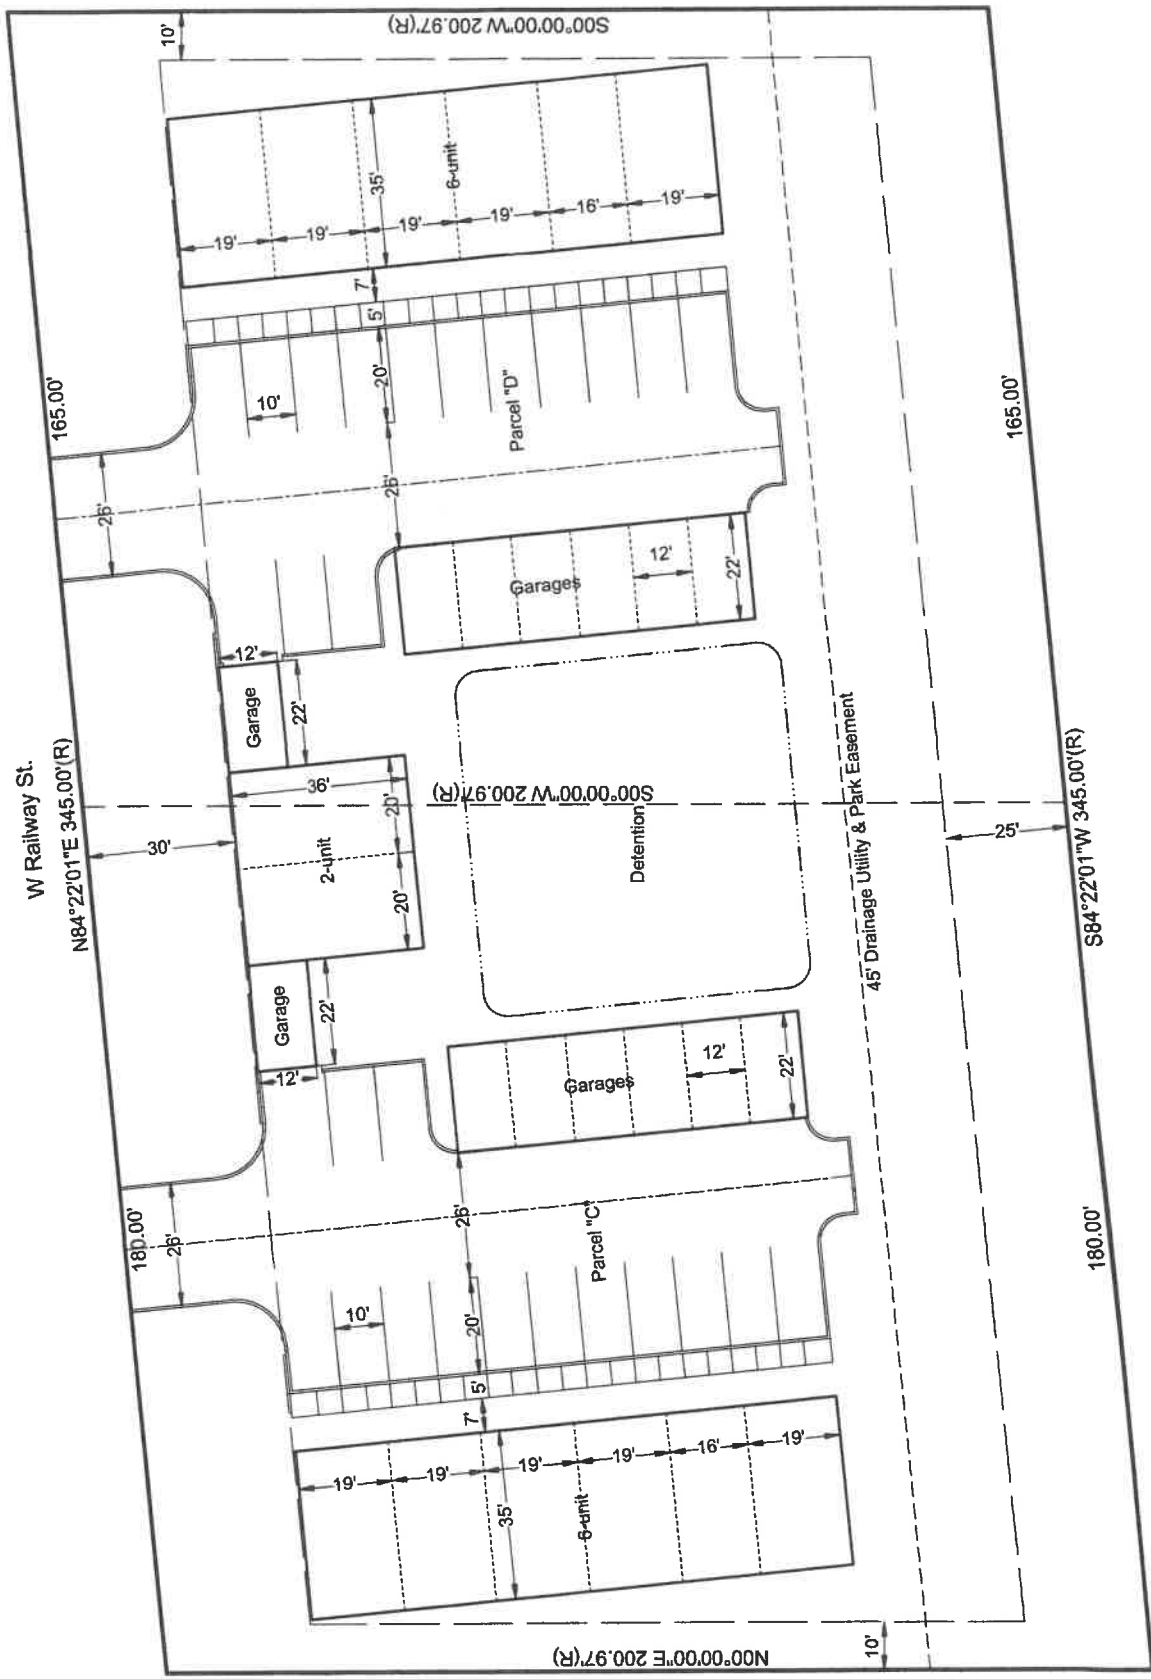 W Railway St.
N84°22'01"E 345.00'(R)
S00°00'00"W 200.97'(R)
10'
165.00'
180.00'
26'
26'
30'
Garage
12'
22'
Garage
12'
22'
2-unit
36'
20'
20'
S00°00'00"W 200.97'(R)
Detention
6-unit
35'
19'
19'
19'
19'
16'
19'
7'
5'
20'
10'
26'
Parcel "D"
Garages
12'
22'
Garages
12'
22'
26'
Parcel "C"
10'
20'
5'
7'
6-unit
35'
19'
19'
19'
19'
16'
19'
45' Drainage Utility & Park Easement
25'
10'
N00°00'00"E 200.97'(R)
165.00'
180.00'
S84°22'01"W 345.00'(R)